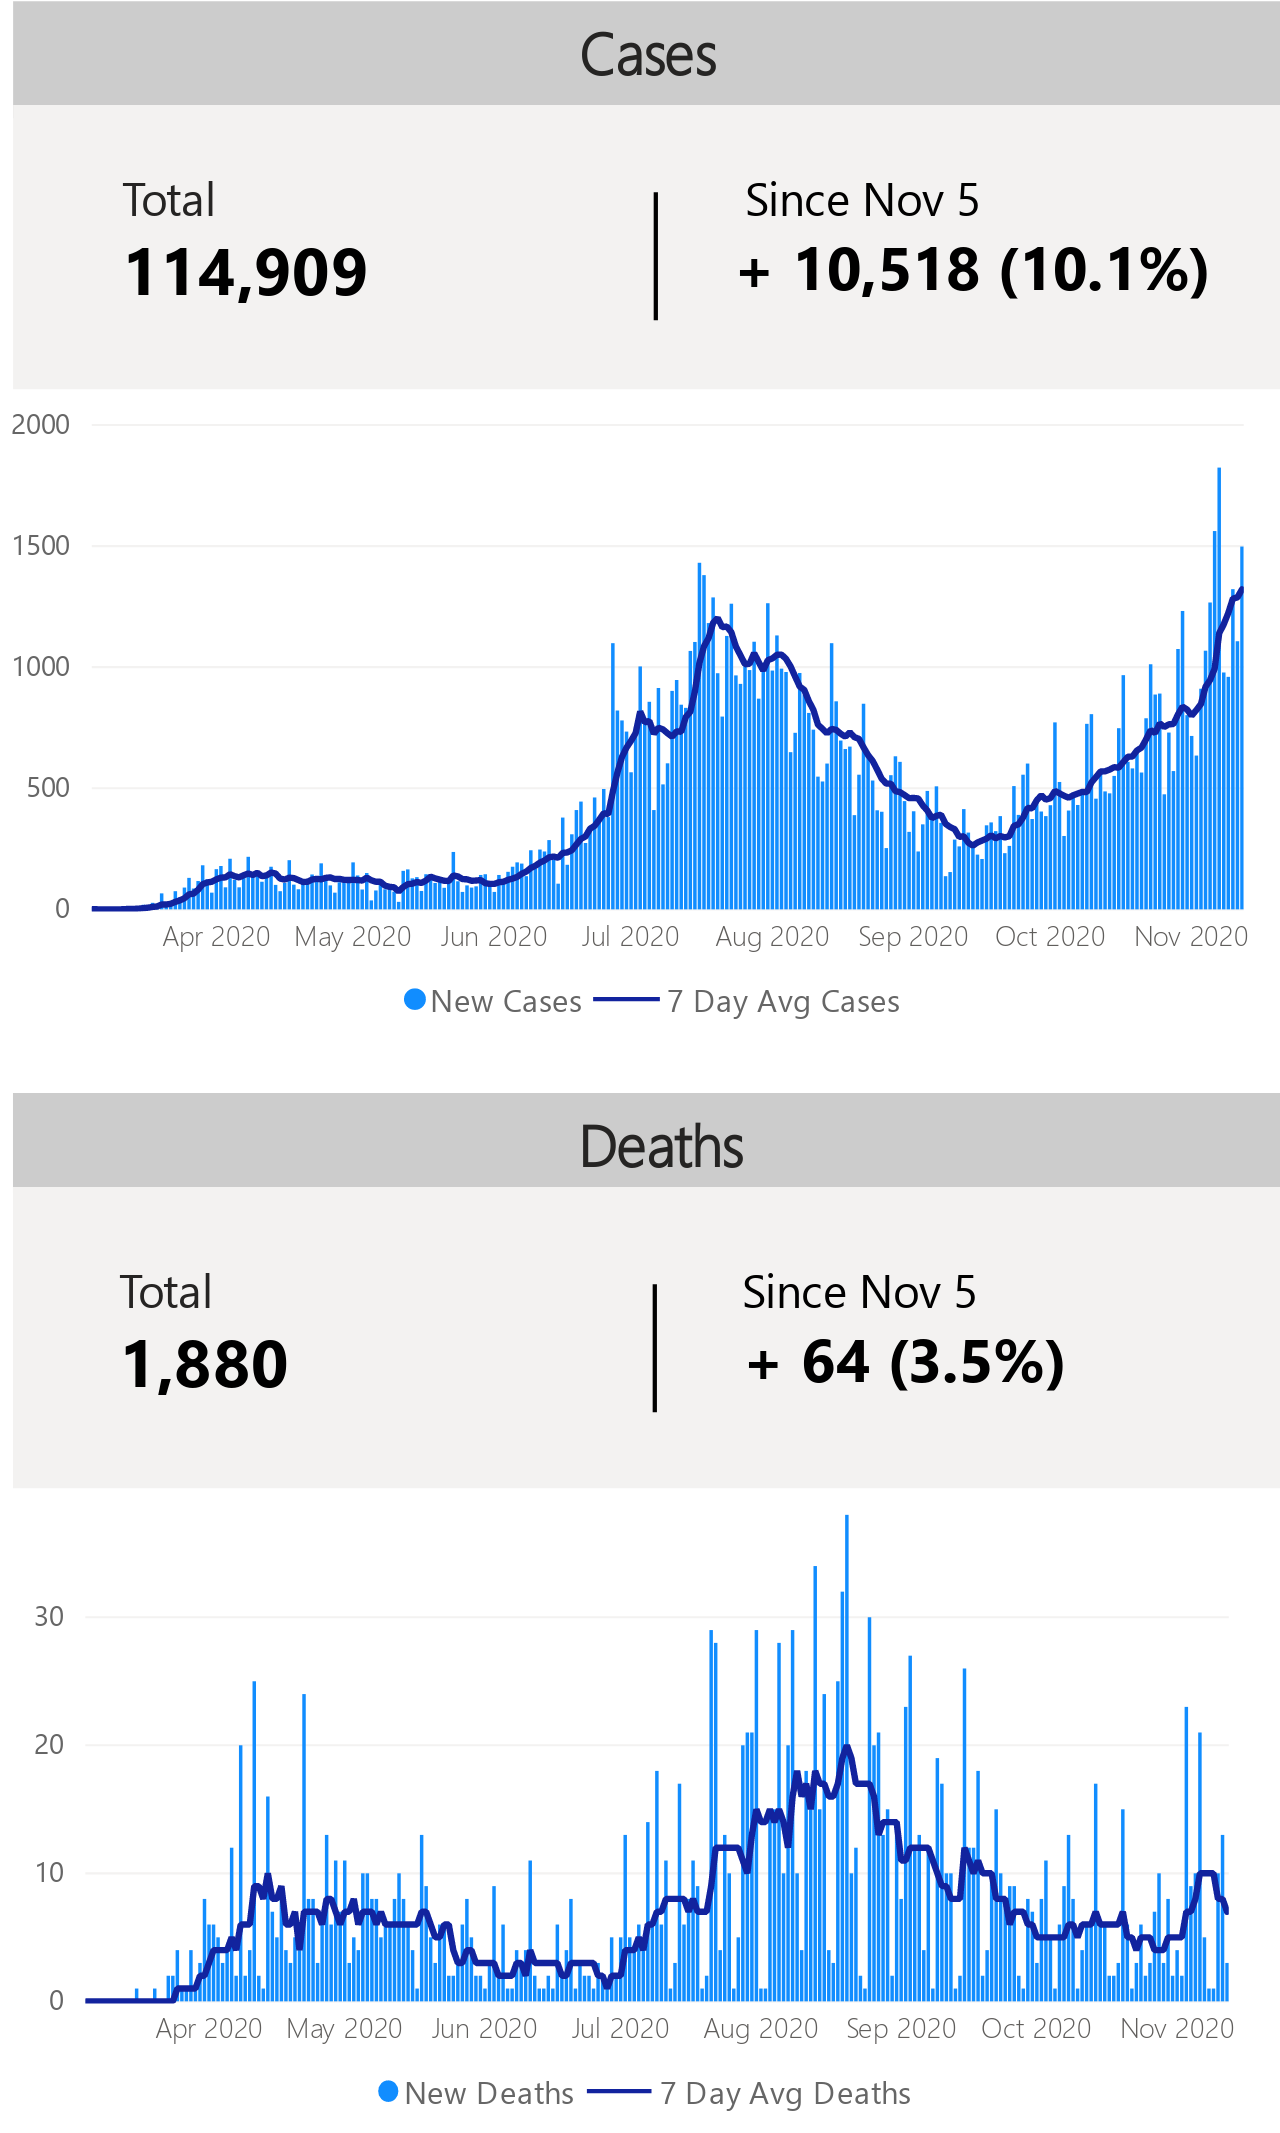 Cases
Total
Since Nov 5
114,909
+ 10,518 (10.1%)
2000
1500
1000
500
0
Apr 2020 May 2020 Jun 2020 Jul 2020 Aug 2020 Sep 2020 Oct 2020 Nov 2020
New Cases 7 Day Avg Cases
Deaths
Total
Since Nov 5
1,880
+ 64 (3.5%)
30
20
10
0
Apr 2020 May 2020 Jun 2020 Jul 2020 Aug 2020 Sep 2020 Oct 2020 Nov 2020
New Deaths 7 Day Avg Deaths